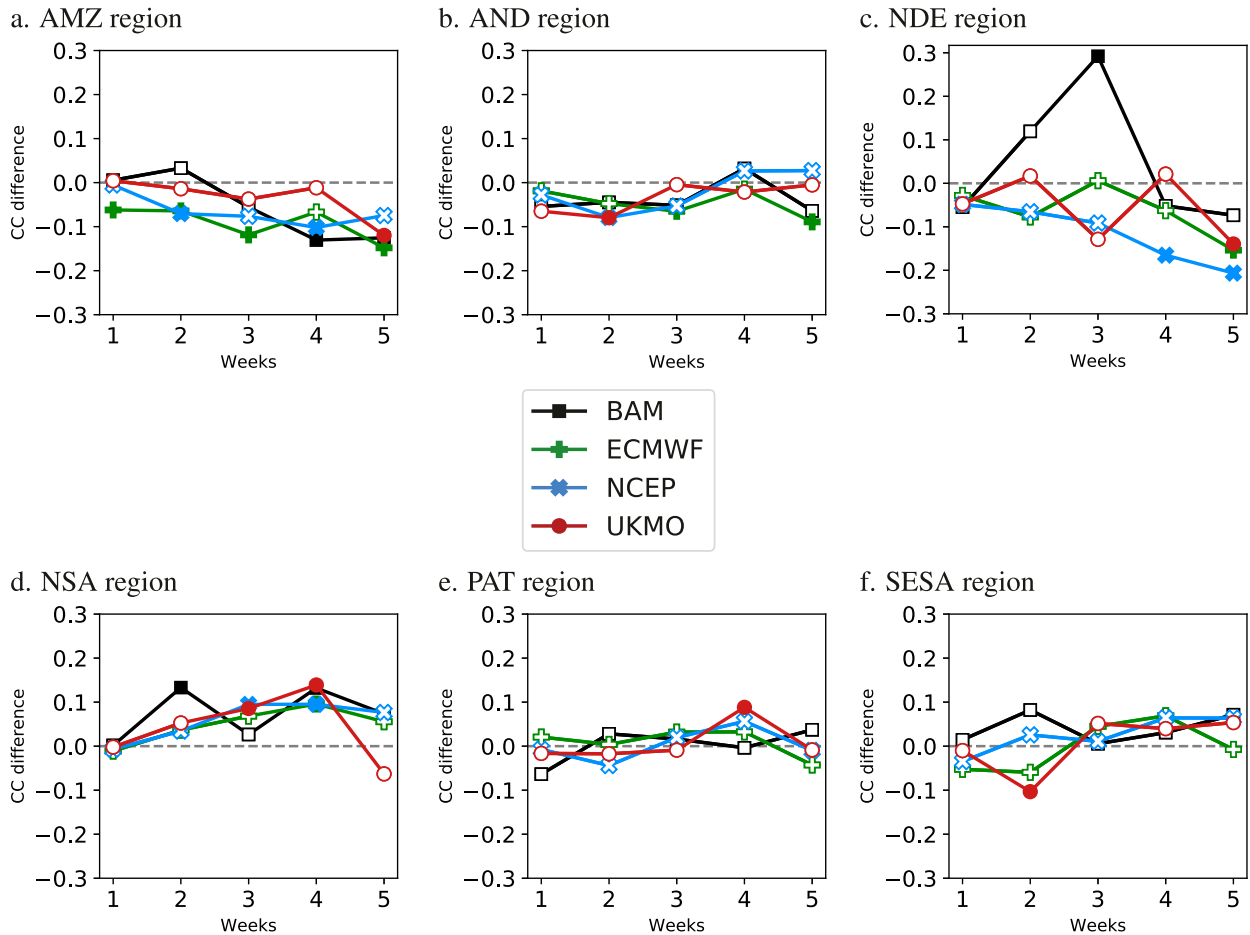 a. AMZ region
0.3
0.2
0.1
0.0
−0.1
−0.2
−0.3
CC difference
1 2 3 4 5
Weeks
b. AND region
0.3
0.2
0.1
0.0
−0.1
−0.2
−0.3
CC difference
1 2 3 4 5
Weeks
c. NDE region
0.3
0.2
0.1
0.0
−0.1
−0.2
−0.3
CC difference
1 2 3 4 5
Weeks
BAM
ECMWF
NCEP
UKMO
d. NSA region
0.3
0.2
0.1
0.0
−0.1
−0.2
−0.3
CC difference
1 2 3 4 5
Weeks
e. PAT region
0.3
0.2
0.1
0.0
−0.1
−0.2
−0.3
CC difference
1 2 3 4 5
Weeks
f. SESA region
0.3
0.2
0.1
0.0
−0.1
−0.2
−0.3
CC difference
1 2 3 4 5
Weeks